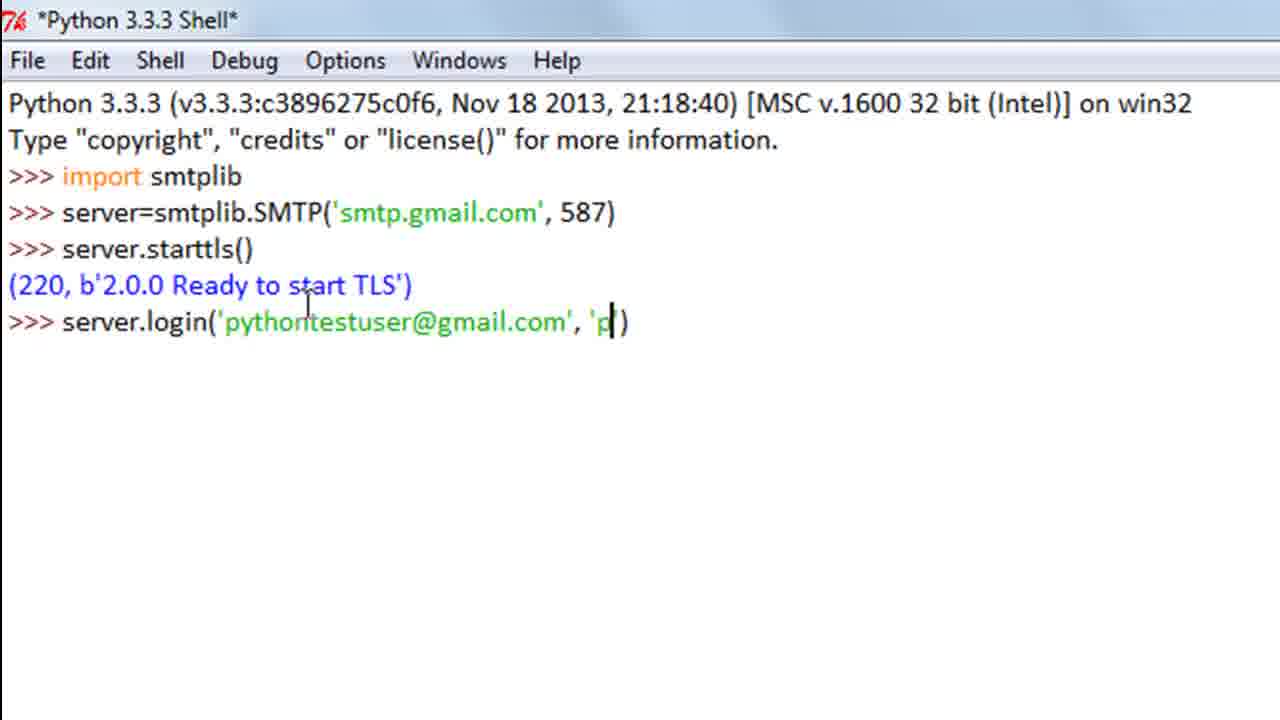 *Python 3.3.3 Shell*
File Edit Shell Debug Options Windows Help
Python 3.3.3 (v3.3.3:c3896275c0f6, Nov 18 2013, 21:18:40) [MSC v.1600 32 bit (Intel)] on win32
Type "copyright", "credits" or "license()" for more information.
>>> import smtplib
>>> server=smtplib.SMTP('smtp.gmail.com', 587)
>>> server.starttls()
(220, b'2.0.0 Ready to start TLS')
>>> server.login('pythontestuser@gmail.com', 'p')